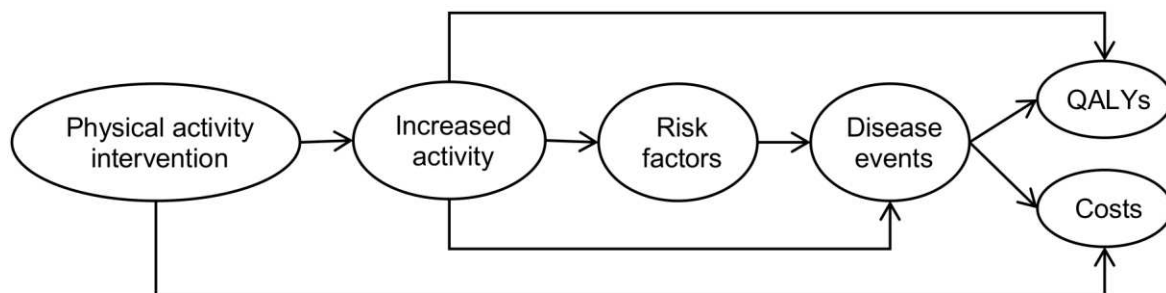 Physical activity
intervention
Increased
activity
Risk
factors
Disease
events
QALYs
Costs